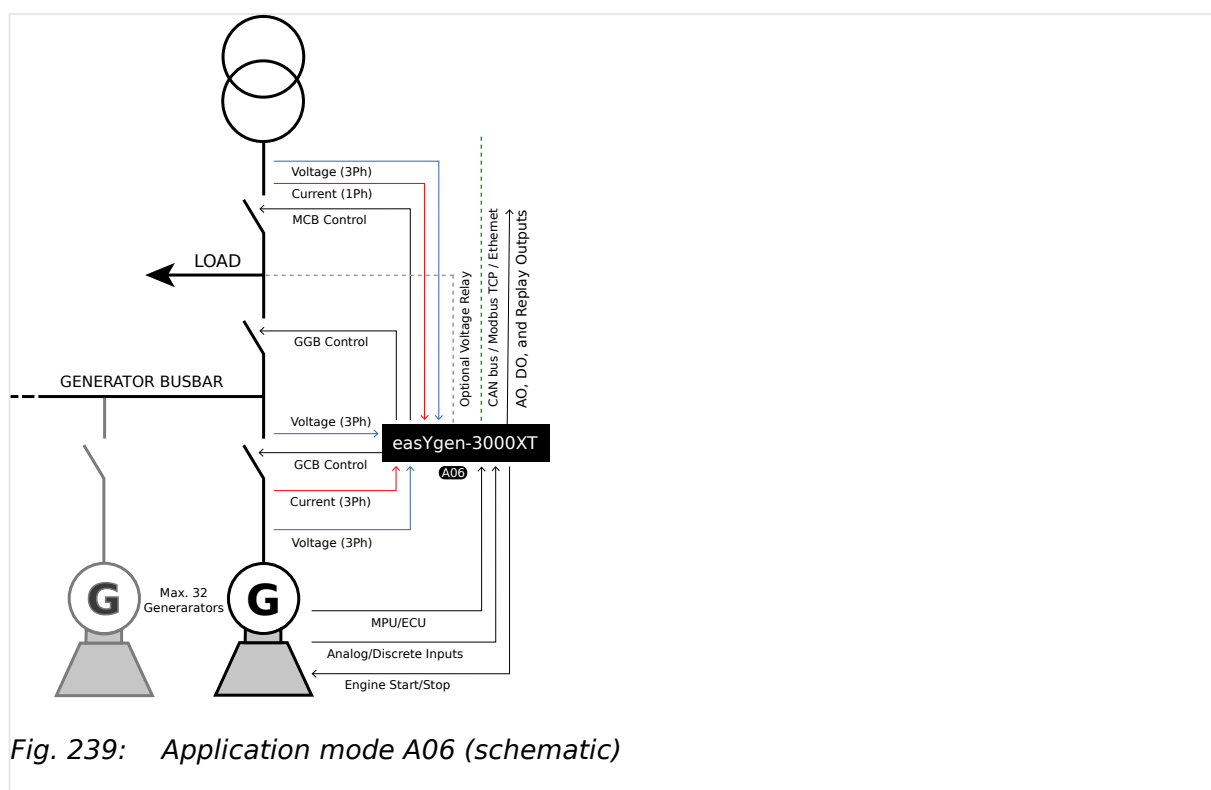 Voltage (3Ph)
Current (1Ph)
MCB Control
LOAD
GGB Control
GENERATOR BUSBAR
Voltage (3Ph)
Optional Voltage Relay
CAN bus / Modbus TCP / Ethernet
AO, DO, and Replay Outputs
easYgen-3000XT
A06
GCB Control
Current (3Ph)
Voltage (3Ph)
G
Max. 32
Generarators
G
MPU/ECU
Analog/Discrete Inputs
Engine Start/Stop
Fig. 239: Application mode A06 (schematic)